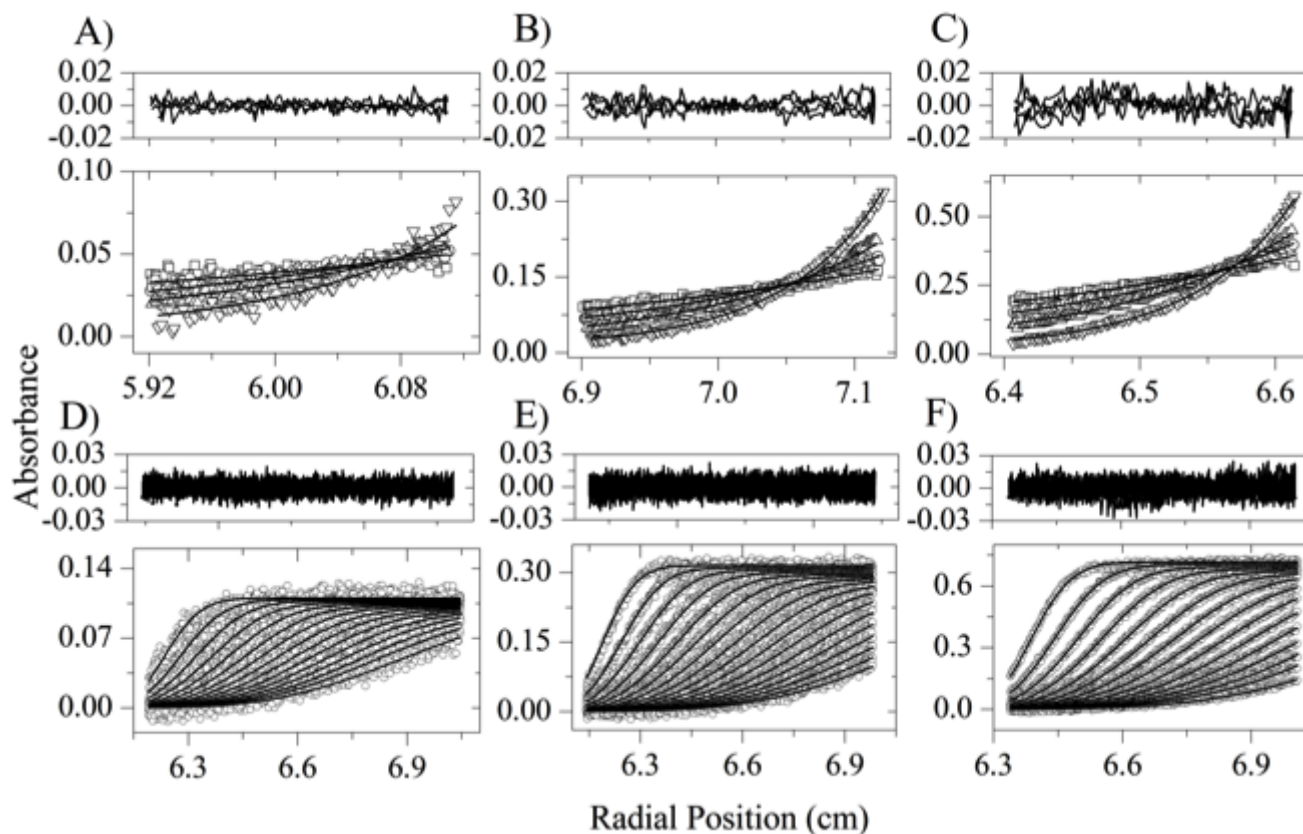 A)
B)
C)
0.02
0.00
-0.02
0.02
0.00
-0.02
0.02
0.00
-0.02
0.10
0.05
0.00
0.30
0.15
0.00
0.50
0.25
0.00
5.92 6.00 6.08
6.9 7.0 7.1
6.4 6.5 6.6
Absorbance
D)
E)
F)
0.03
0.00
-0.03
0.03
0.00
-0.03
0.03
0.00
-0.03
0.14
0.07
0.00
0.30
0.15
0.00
0.6
0.3
0.0
6.3 6.6 6.9
6.3 6.6 6.9
6.3 6.6 6.9
Radial Position (cm)